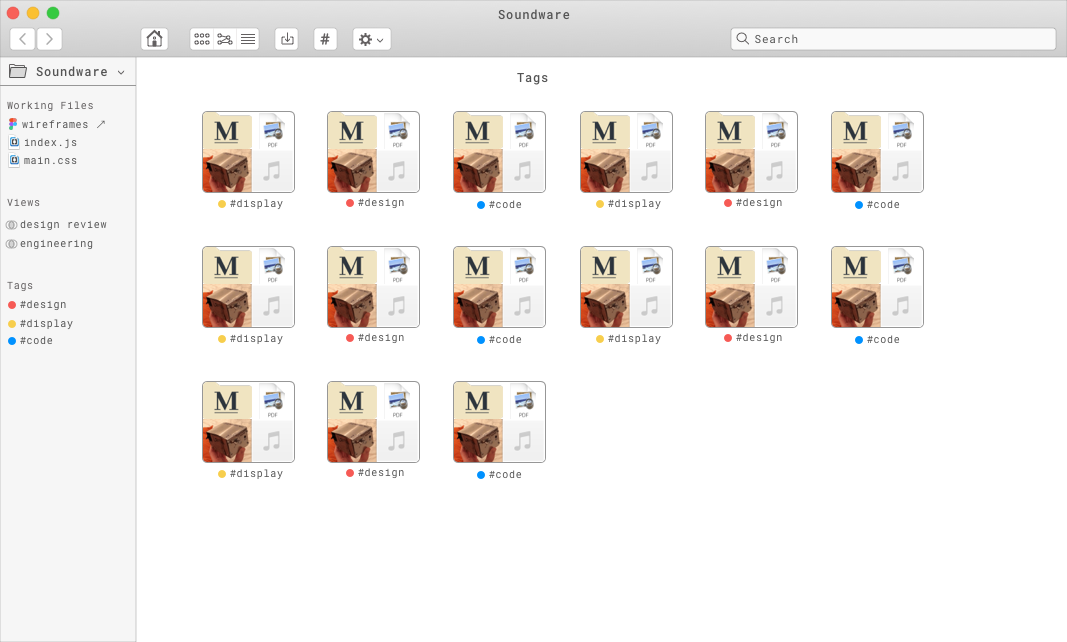 Soundware
#
Search
Soundware
Tags
Working Files
wireframes
index.js
main.css
Views
design review
engineering
Tags
#design
#display
#code
M PDF M PDF M PDF M PDF M PDF M PDF
#display #design #code #display #design #code
M PDF M PDF M PDF M PDF M PDF M PDF
#display #design #code #display #design #code
M PDF M PDF M PDF
#display #design #code